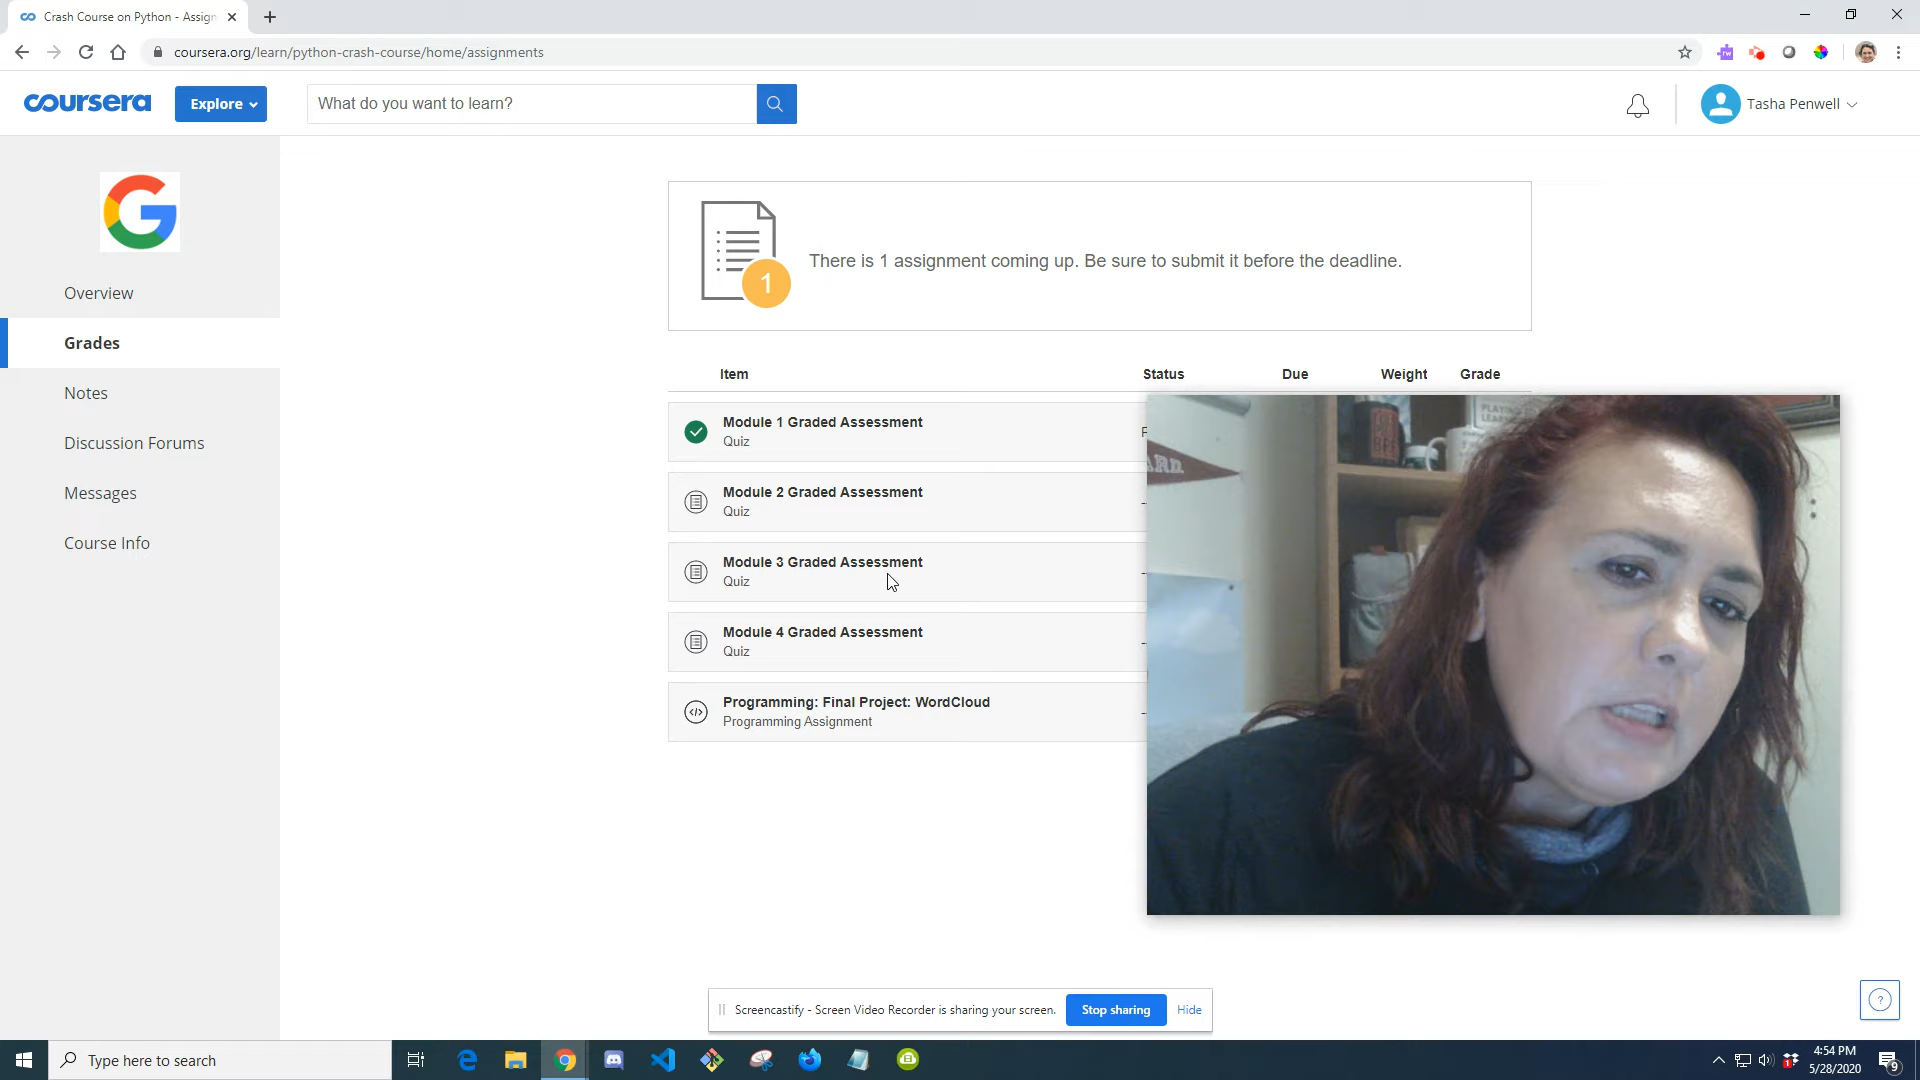 Crash Course on Python - Assign
coursera.org/learn/python-crash-course/home/assignments
coursera
Explore
What do you want to learn?
Tasha Penwell
Overview
Grades
Notes
Discussion Forums
Messages
Course Info
1
There is 1 assignment coming up. Be sure to submit it before the deadline.
Item Status Due Weight Grade
Module 1 Graded Assessment
Quiz
Module 2 Graded Assessment
Quiz
--
Module 3 Graded Assessment
Quiz
--
Module 4 Graded Assessment
Quiz
--
Programming: Final Project: WordCloud
Programming Assignment
--
Screencastify - Screen Video Recorder is sharing your screen.
Stop sharing
Hide
Type here to search
4:54 PM
5/28/2020
9